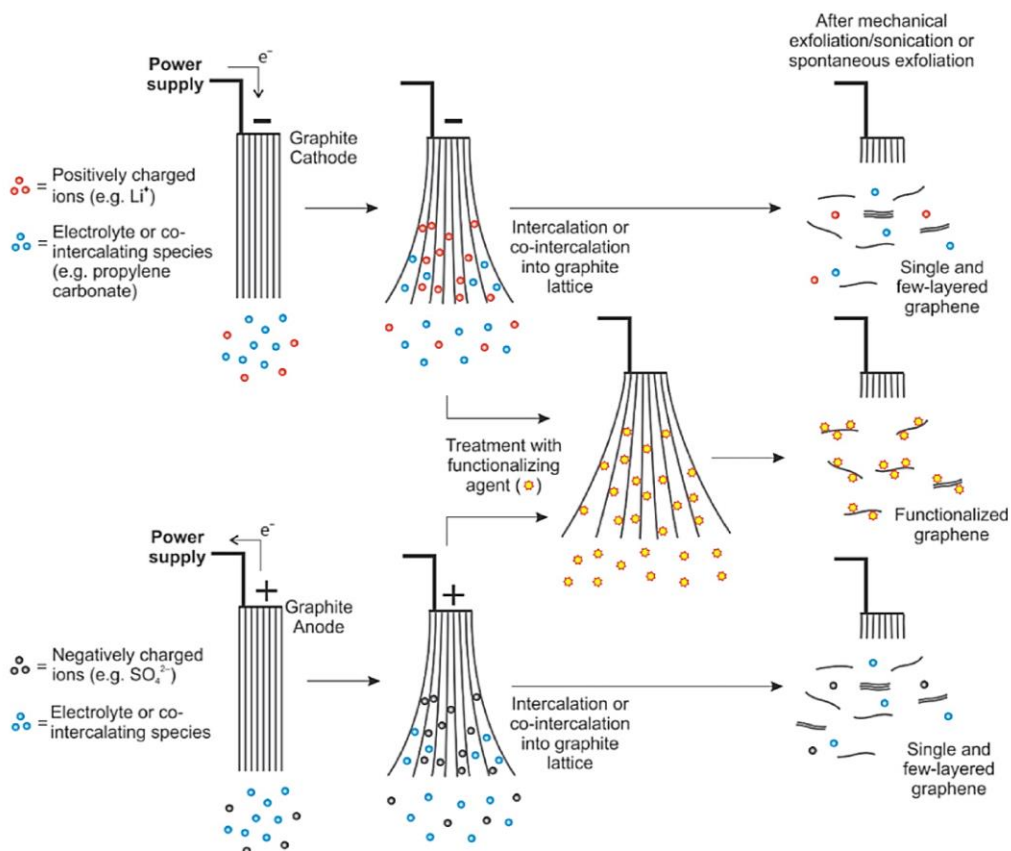 After mechanical
exfoliation/sonication or
spontaneous exfoliation
Power
supply
e⁻
−
Graphite
Cathode
= Positively charged
ions (e.g. Li⁺)
= Electrolyte or co-
intercalating species
(e.g. propylene
carbonate)
−
Intercalation or
co-intercalation
into graphite
lattice
Single and
few-layered
graphene
Treatment with
functionalizing
agent ( )
Functionalized
graphene
Power
supply
e⁻
+
Graphite
Anode
= Negatively charged
ions (e.g. SO₄²⁻)
= Electrolyte or co-
intercalating species
+
Intercalation or
co-intercalation
into graphite
lattice
Single and
few-layered
graphene